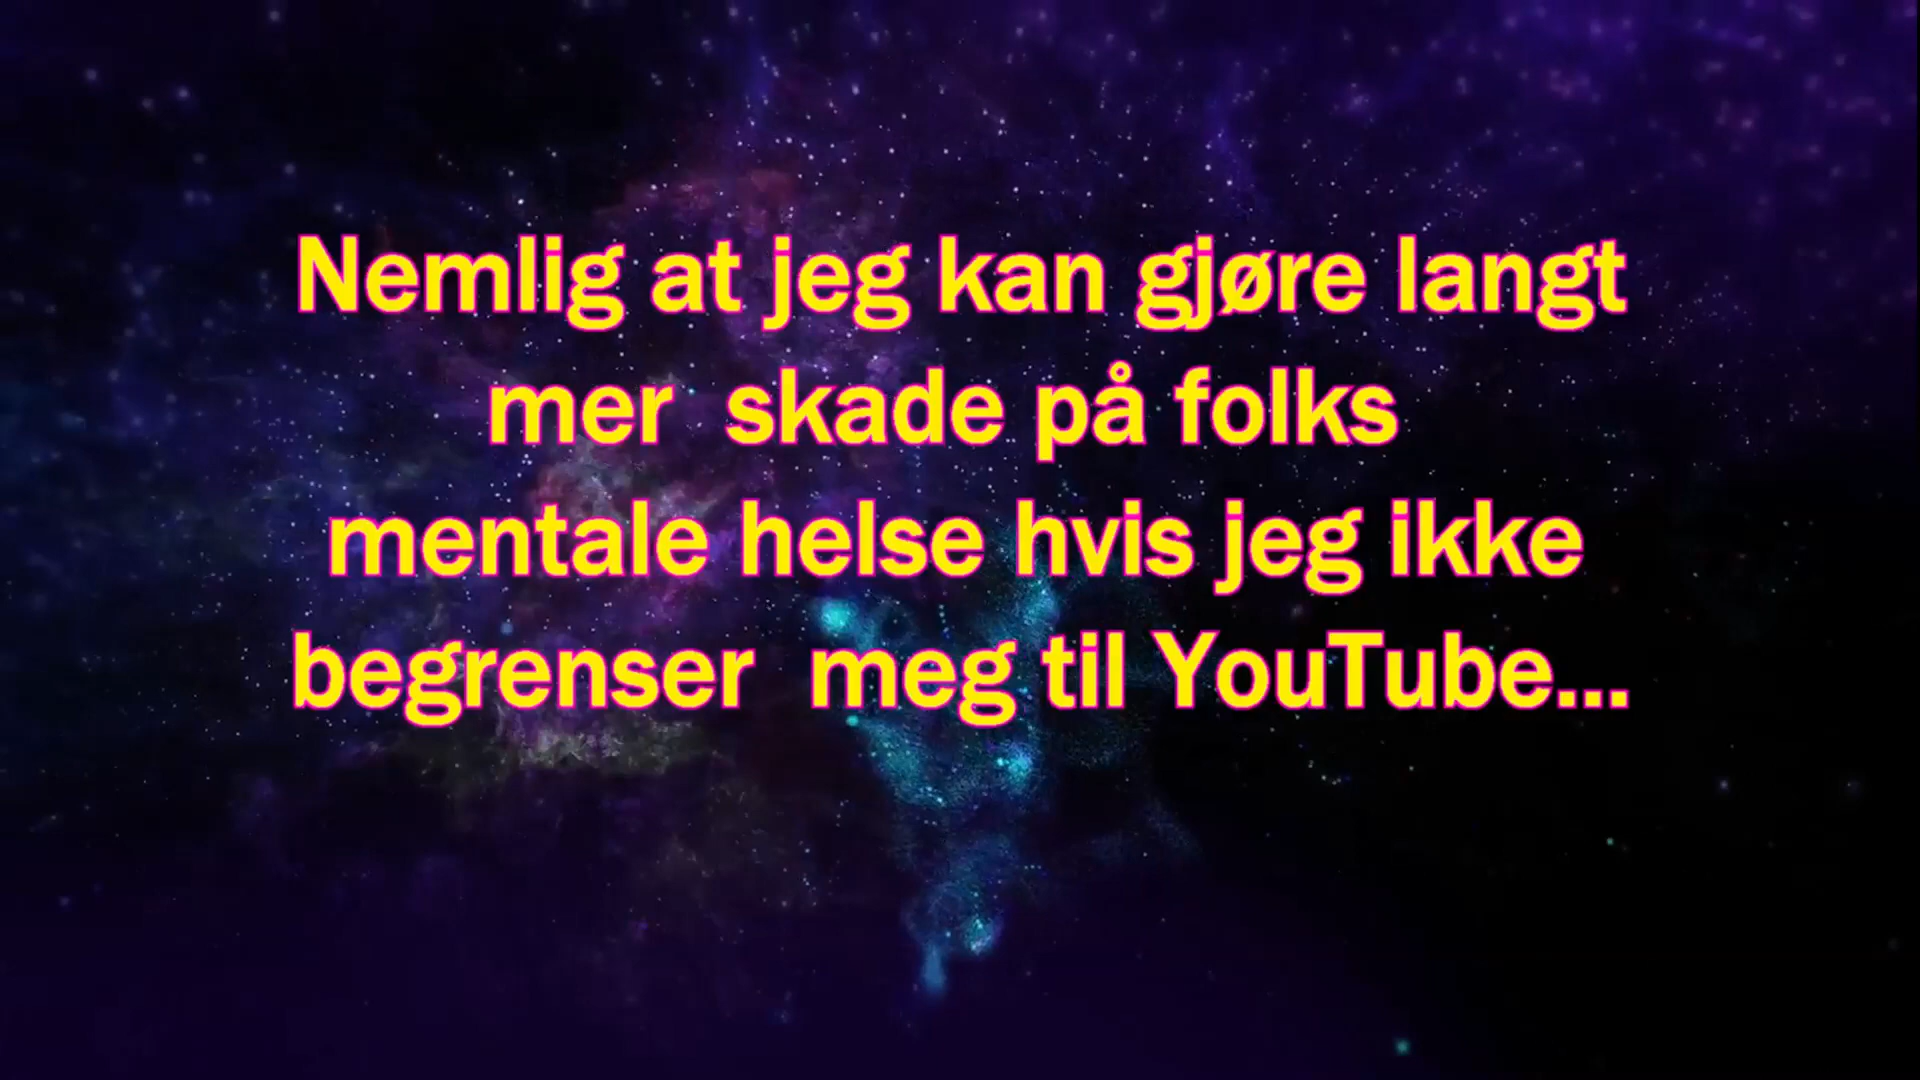 Nemlig at jeg kan gjøre langt
mer  skade på folks
mentale helse hvis jeg ikke
begrenser  meg til YouTube...